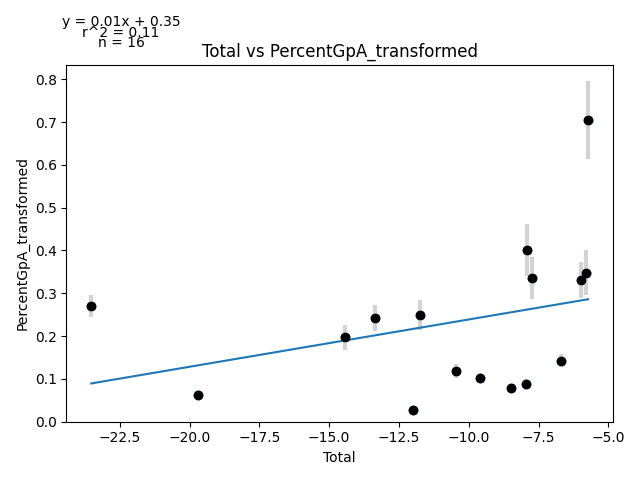 y = 0.01x + 0.35
r^2 = 0.11
n = 16
Total vs PercentGpA_transformed
PercentGpA_transformed
0.8
0.7
0.6
0.5
0.4
0.3
0.2
0.1
0.0
−22.5 −20.0 −17.5 −15.0 −12.5 −10.0 −7.5 −5.0
Total